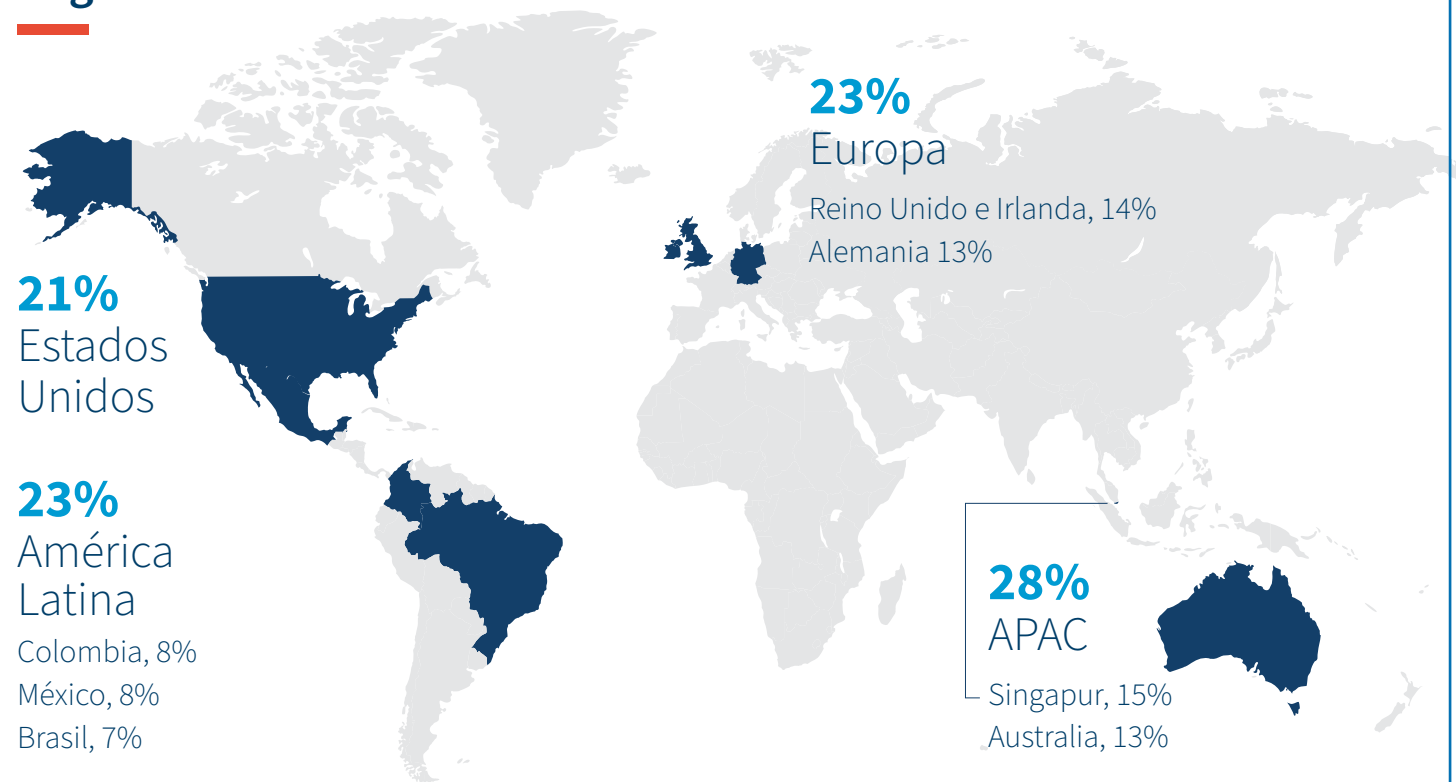 23%
Europa
Reino Unido e Irlanda, 14%
Alemania 13%
21%
Estados
Unidos
23%
América
Latina
Colombia, 8%
México, 8%
Brasil, 7%
28%
APAC
Singapur, 15%
Australia, 13%